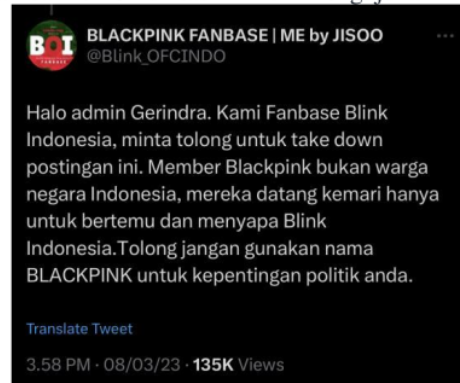 BOI
FANBASE
BLACKPINK FANBASE | ME by JISOO
@Blink_OFCINDO
Halo admin Gerindra. Kami Fanbase Blink
Indonesia, minta tolong untuk take down
postingan ini. Member Blackpink bukan warga
negara Indonesia, mereka datang kemari hanya
untuk bertemu dan menyapa Blink
Indonesia.Tolong jangan gunakan nama
BLACKPINK untuk kepentingan politik anda.
Translate Tweet
3.58 PM · 08/03/23 · 135K Views